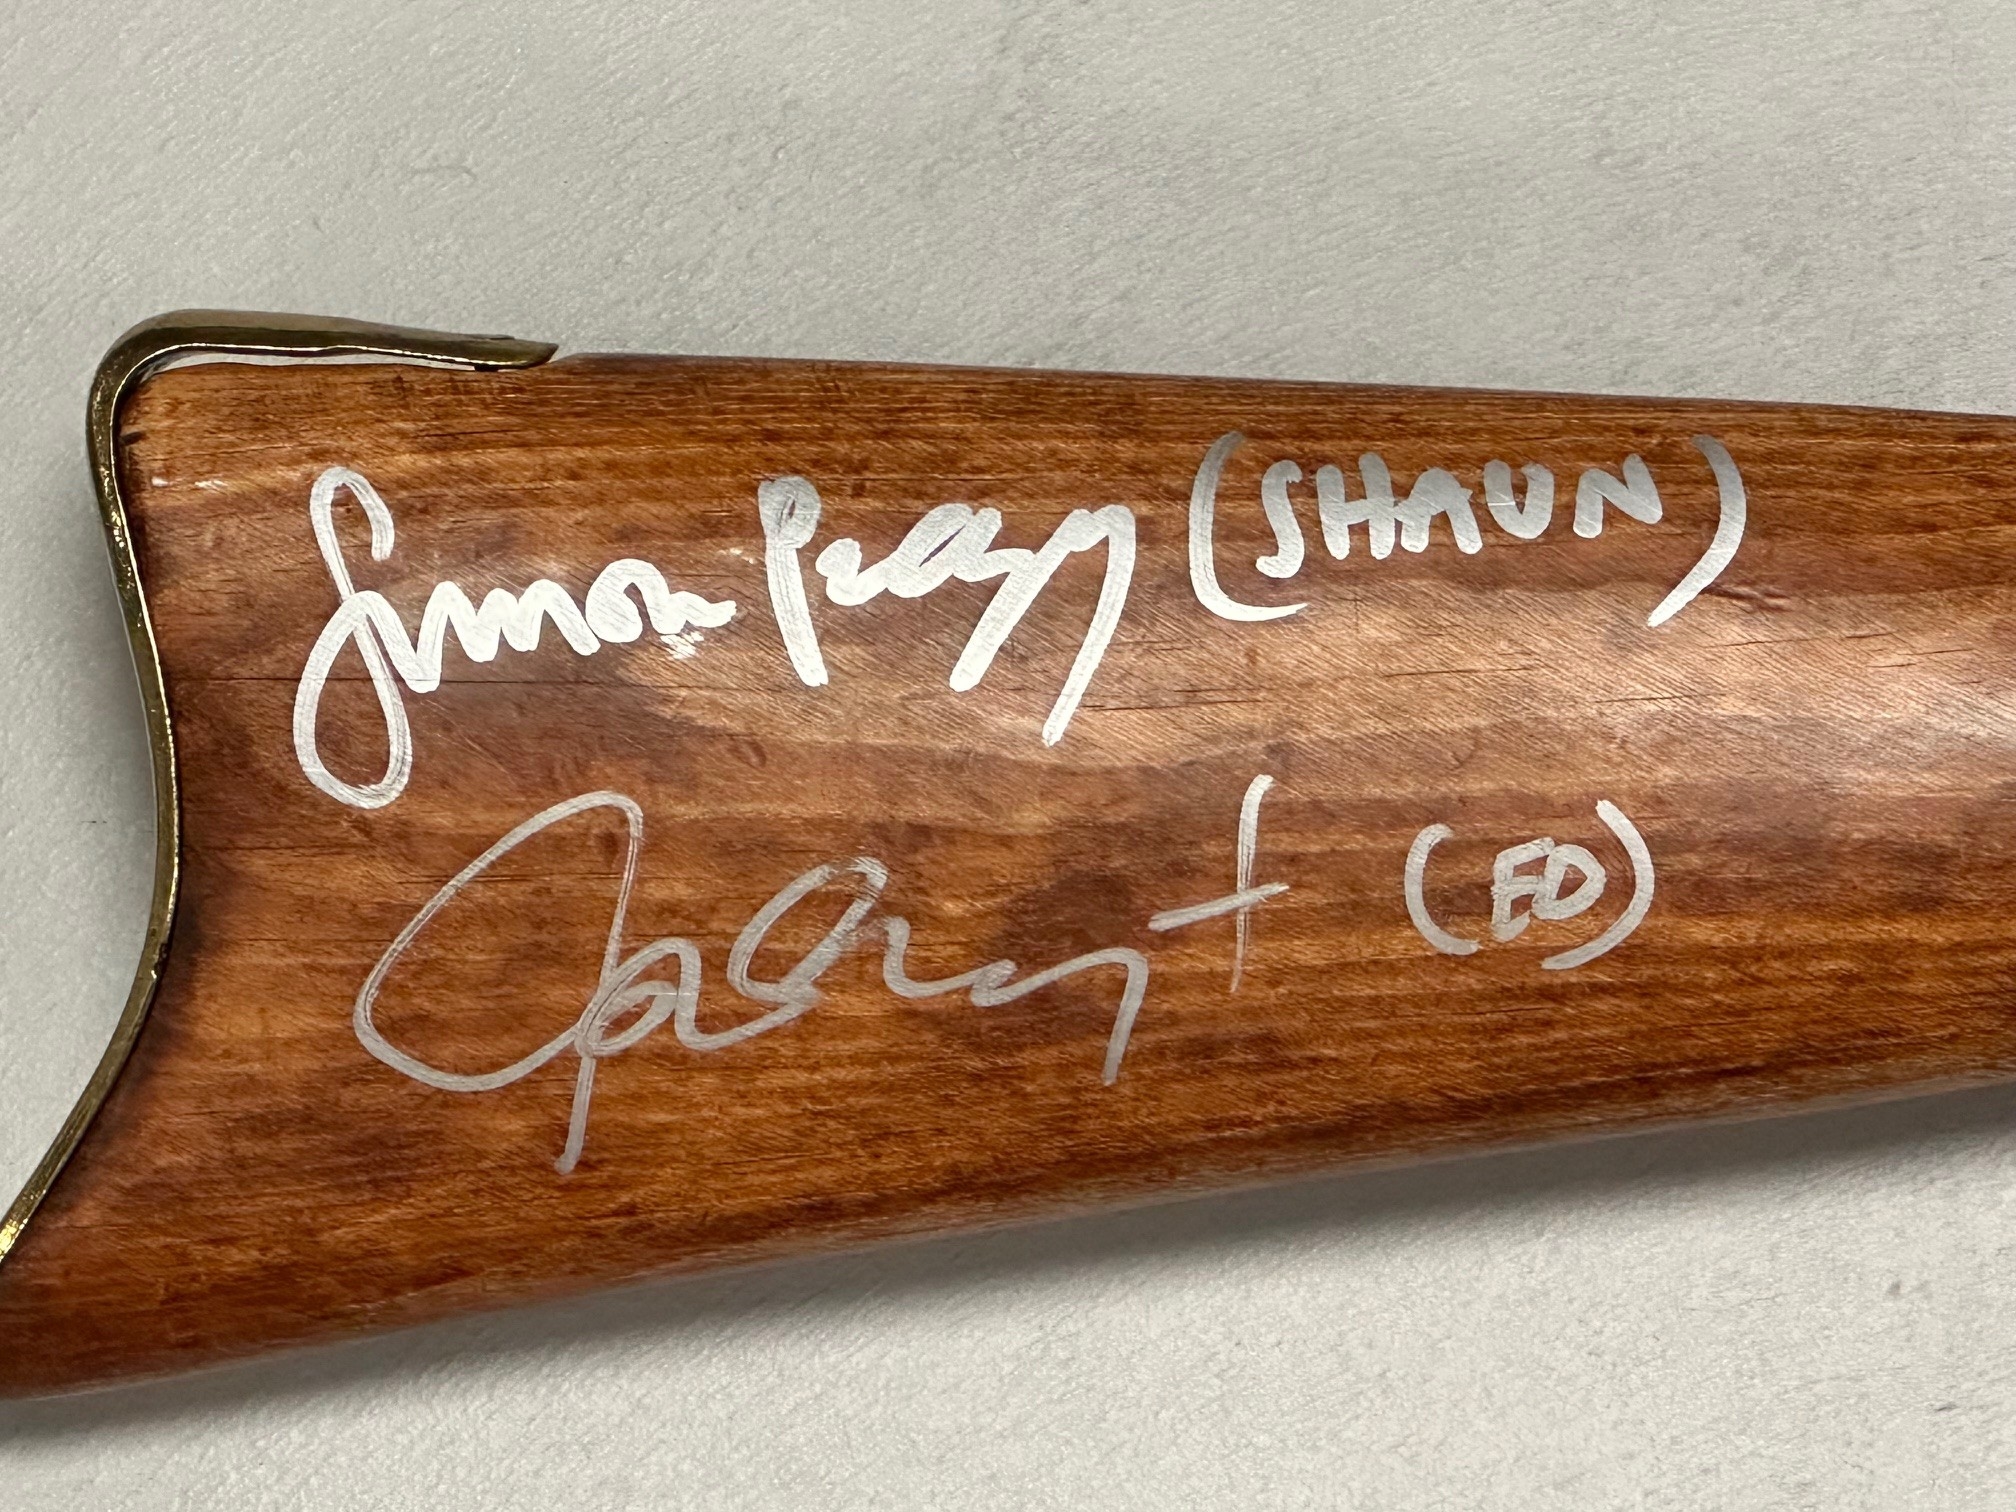 Simon Pegg (SHAUN)
(ED)